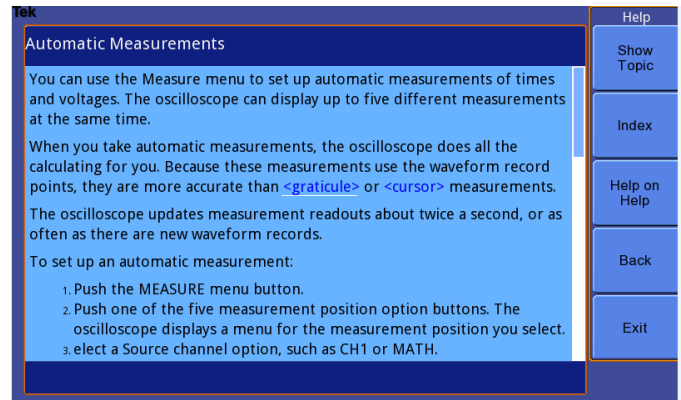 Tek
Help
Automatic Measurements
You can use the Measure menu to set up automatic measurements of times
and voltages. The oscilloscope can display up to five different measurements
at the same time.
When you take automatic measurements, the oscilloscope does all the
calculating for you. Because these measurements use the waveform record
points, they are more accurate than <graticule> or <cursor> measurements.
The oscilloscope updates measurement readouts about twice a second, or as
often as there are new waveform records.
To set up an automatic measurement:
1. Push the MEASURE menu button.
2. Push one of the five measurement position option buttons. The
oscilloscope displays a menu for the measurement position you select.
3. elect a Source channel option, such as CH1 or MATH.
Show
Topic
Index
Help on
Help
Back
Exit